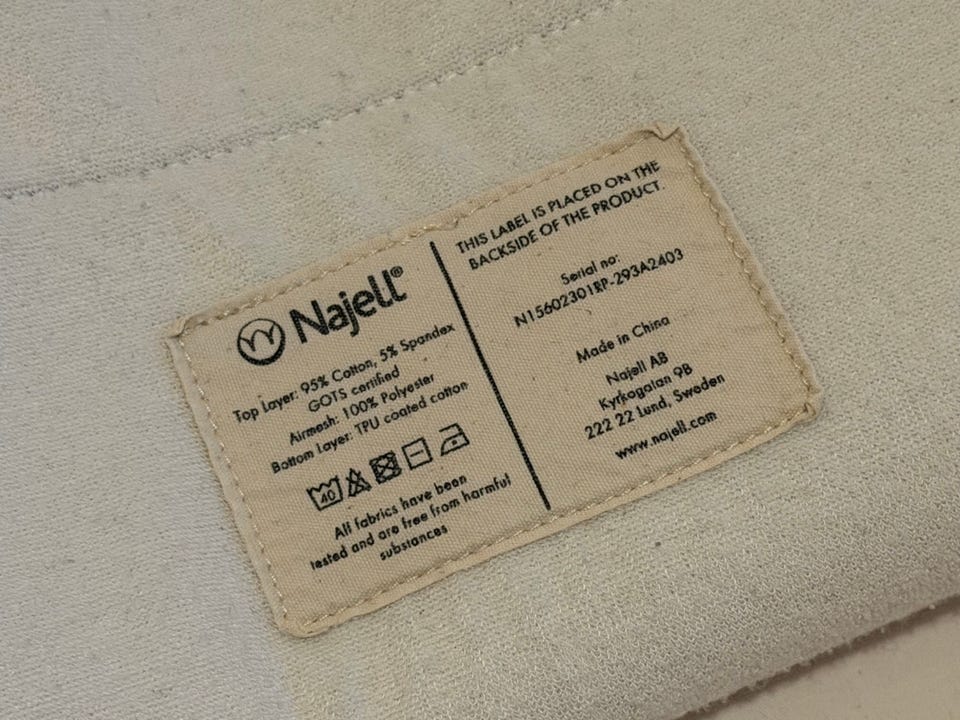 Najell®
Top Layer: 95% Cotton, 5% Spandex
GOTS certified
Airmesh: 100% Polyester
Bottom Layer: TPU coated cotton
40
All fabrics have been
tested and are free from harmful
substances
THIS LABEL IS PLACED ON THE
BACKSIDE OF THE PRODUCT.
Serial no:
N15602301RP-293A2403
Made in China
Najell AB
Kyrkogatan 9B
222 22 Lund, Sweden
www.najell.com